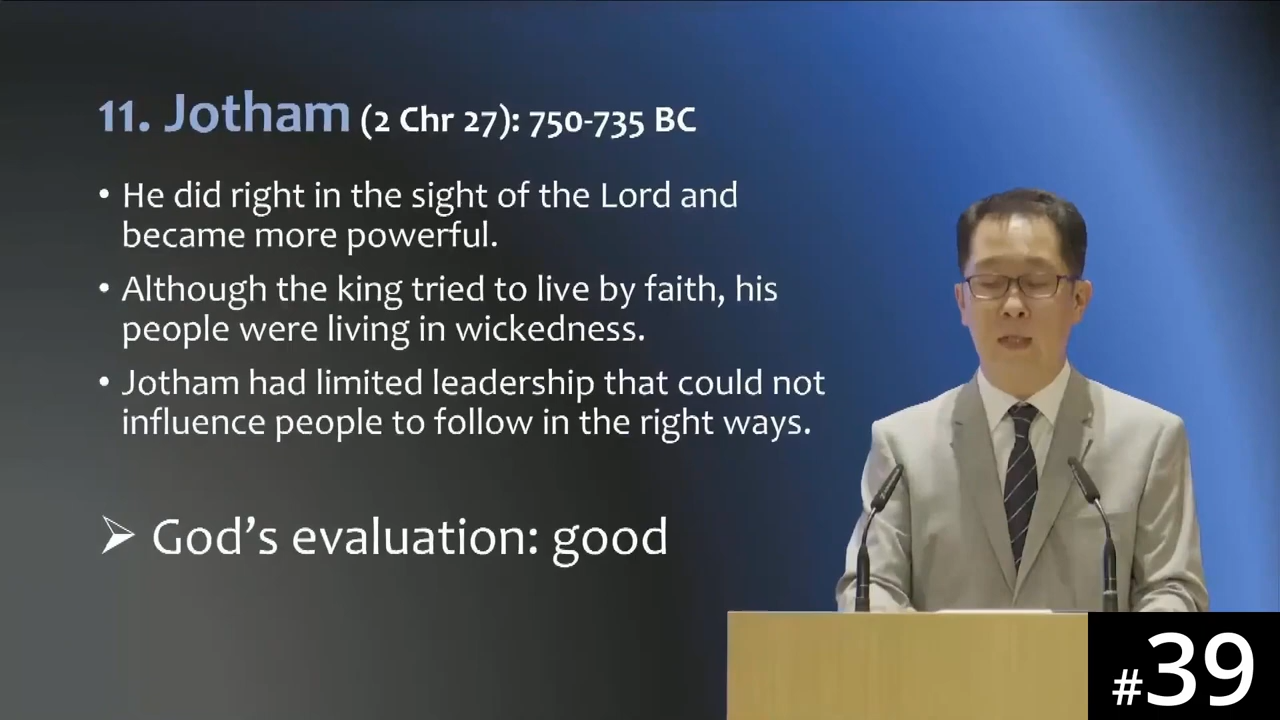 11. Jotham (2 Chr 27): 750-735 BC
• He did right in the sight of the Lord and
became more powerful.
• Although the king tried to live by faith, his
people were living in wickedness.
• Jotham had limited leadership that could not
influence people to follow in the right ways.
➢ God’s evaluation: good
#39